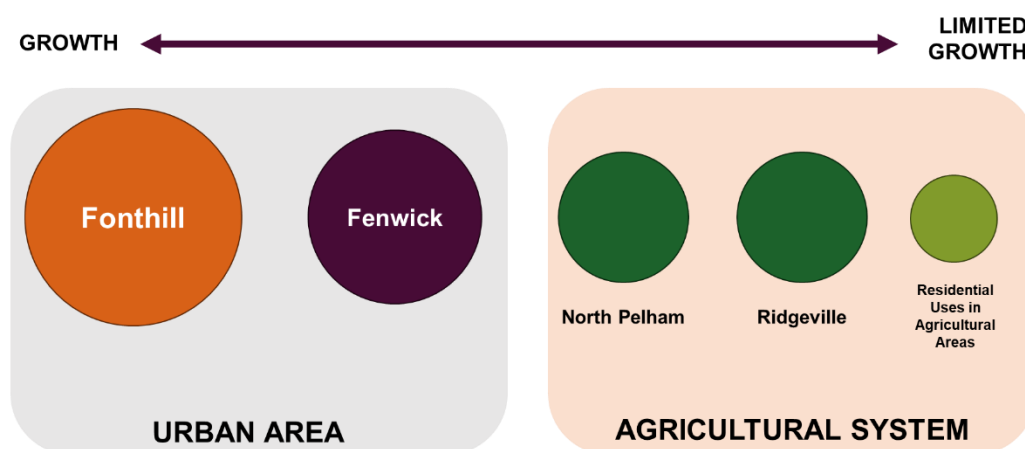 GROWTH
LIMITED
GROWTH
Fonthill
Fenwick
North Pelham
Ridgeville
Residential
Uses in
Agricultural
Areas
URBAN AREA
AGRICULTURAL SYSTEM